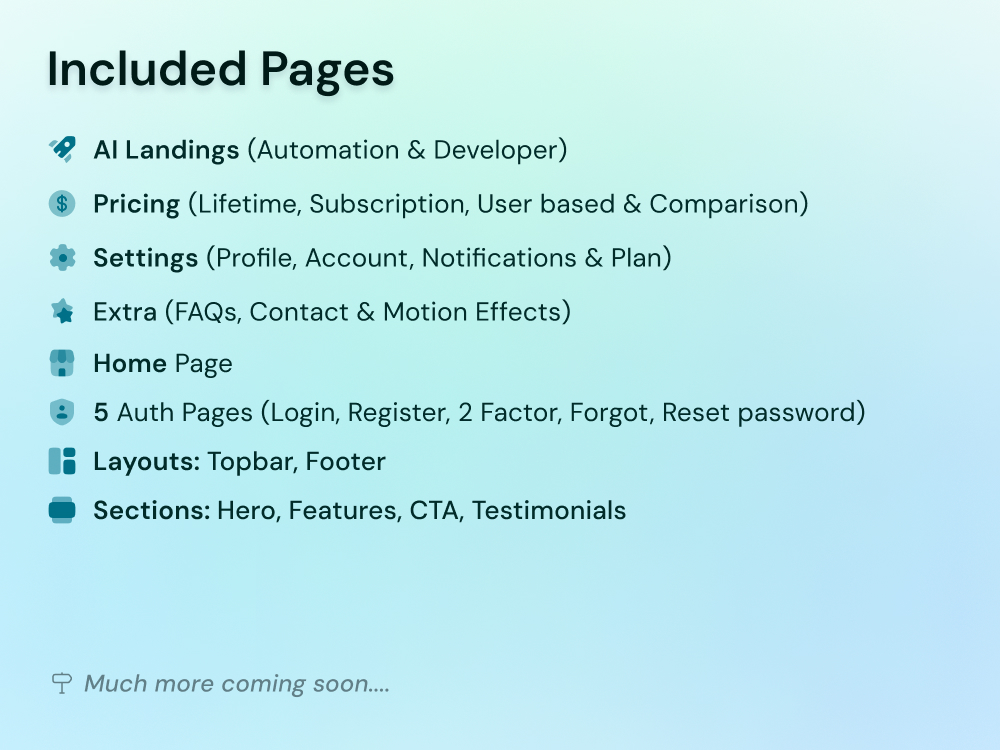 Included Pages
AI Landings (Automation & Developer)
Pricing (Lifetime, Subscription, User based & Comparison)
Settings (Profile, Account, Notifications & Plan)
Extra (FAQs, Contact & Motion Effects)
Home Page
5 Auth Pages (Login, Register, 2 Factor, Forgot, Reset password)
Layouts: Topbar, Footer
Sections: Hero, Features, CTA, Testimonials
Much more coming soon....